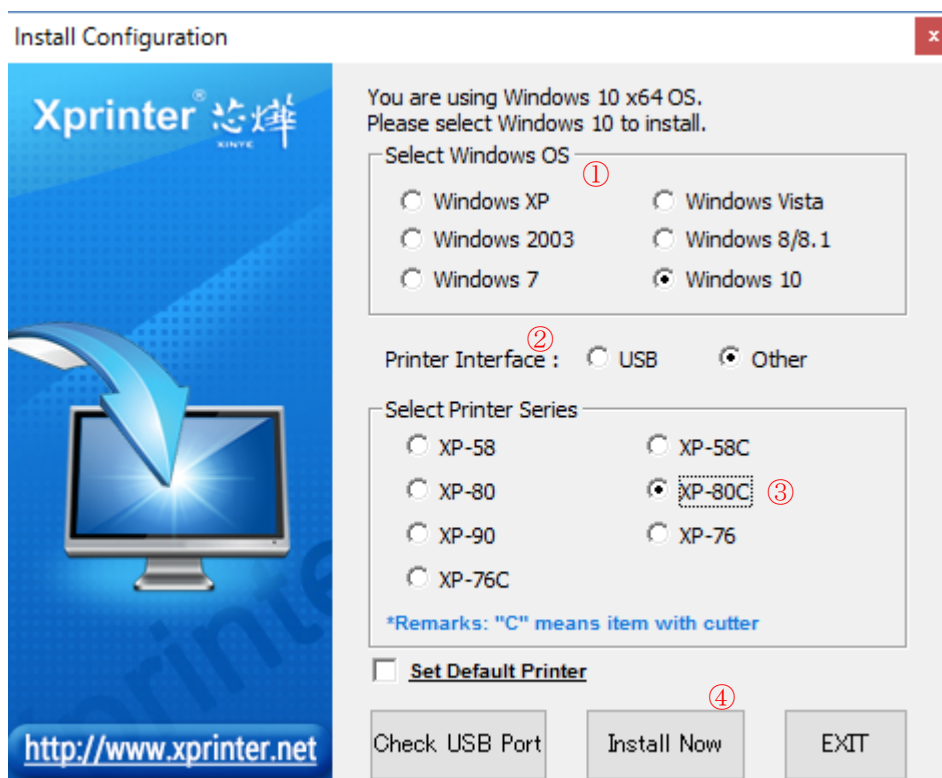 Install Configuration
x
Xprinter® 芯烨
XINYE
You are using Windows 10 x64 OS.
Please select Windows 10 to install.
Select Windows OS
①
Windows XP
Windows Vista
Windows 2003
Windows 8/8.1
Windows 7
Windows 10
②
Printer Interface : USB Other
Select Printer Series
XP-58
XP-58C
XP-80
XP-80C ③
XP-90
XP-76
XP-76C
*Remarks: "C" means item with cutter
Set Default Printer
④
Check USB Port
Install Now
EXIT
http://www.xprinter.net